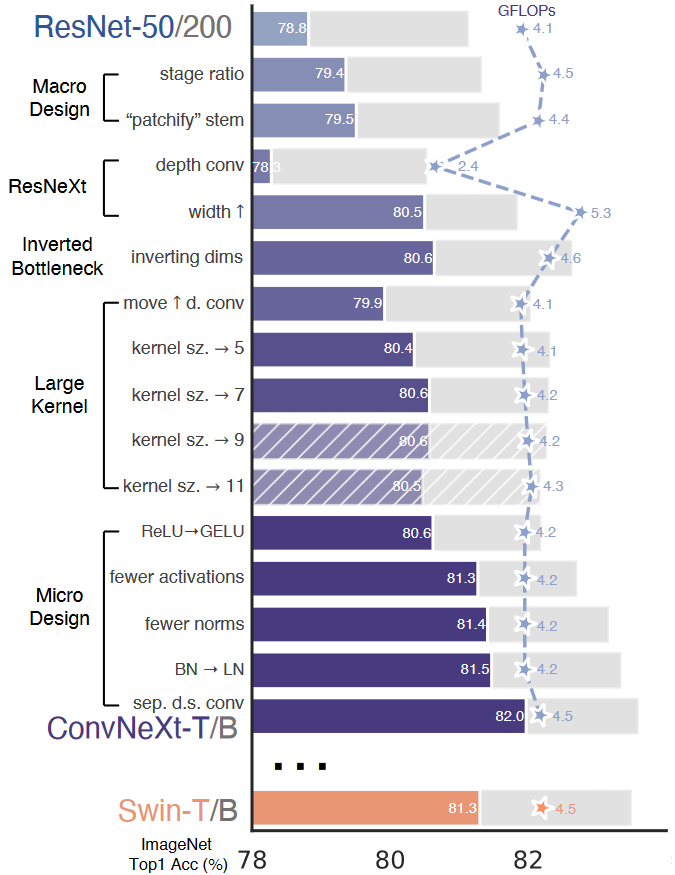 GFLOPs
ResNet-50/200 78.8 4.1
Macro Design
stage ratio 79.4 4.5
“patchify” stem 79.5 4.4
ResNeXt
depth conv 78.3 2.4
width ↑ 80.5 5.3
Inverted Bottleneck
inverting dims 80.6 4.6
Large Kernel
move ↑ d. conv 79.9 4.1
kernel sz. → 5 80.4 4.1
kernel sz. → 7 80.6 4.2
kernel sz. → 9 80.6 4.2
kernel sz. → 11 80.5 4.3
Micro Design
ReLU→GELU 80.6 4.2
fewer activations 81.3 4.2
fewer norms 81.4 4.2
BN → LN 81.5 4.2
sep. d.s. conv
ConvNeXt-T/B 82.0 4.5
...
Swin-T/B 81.3 4.5
ImageNet
Top1 Acc (%) 78 80 82